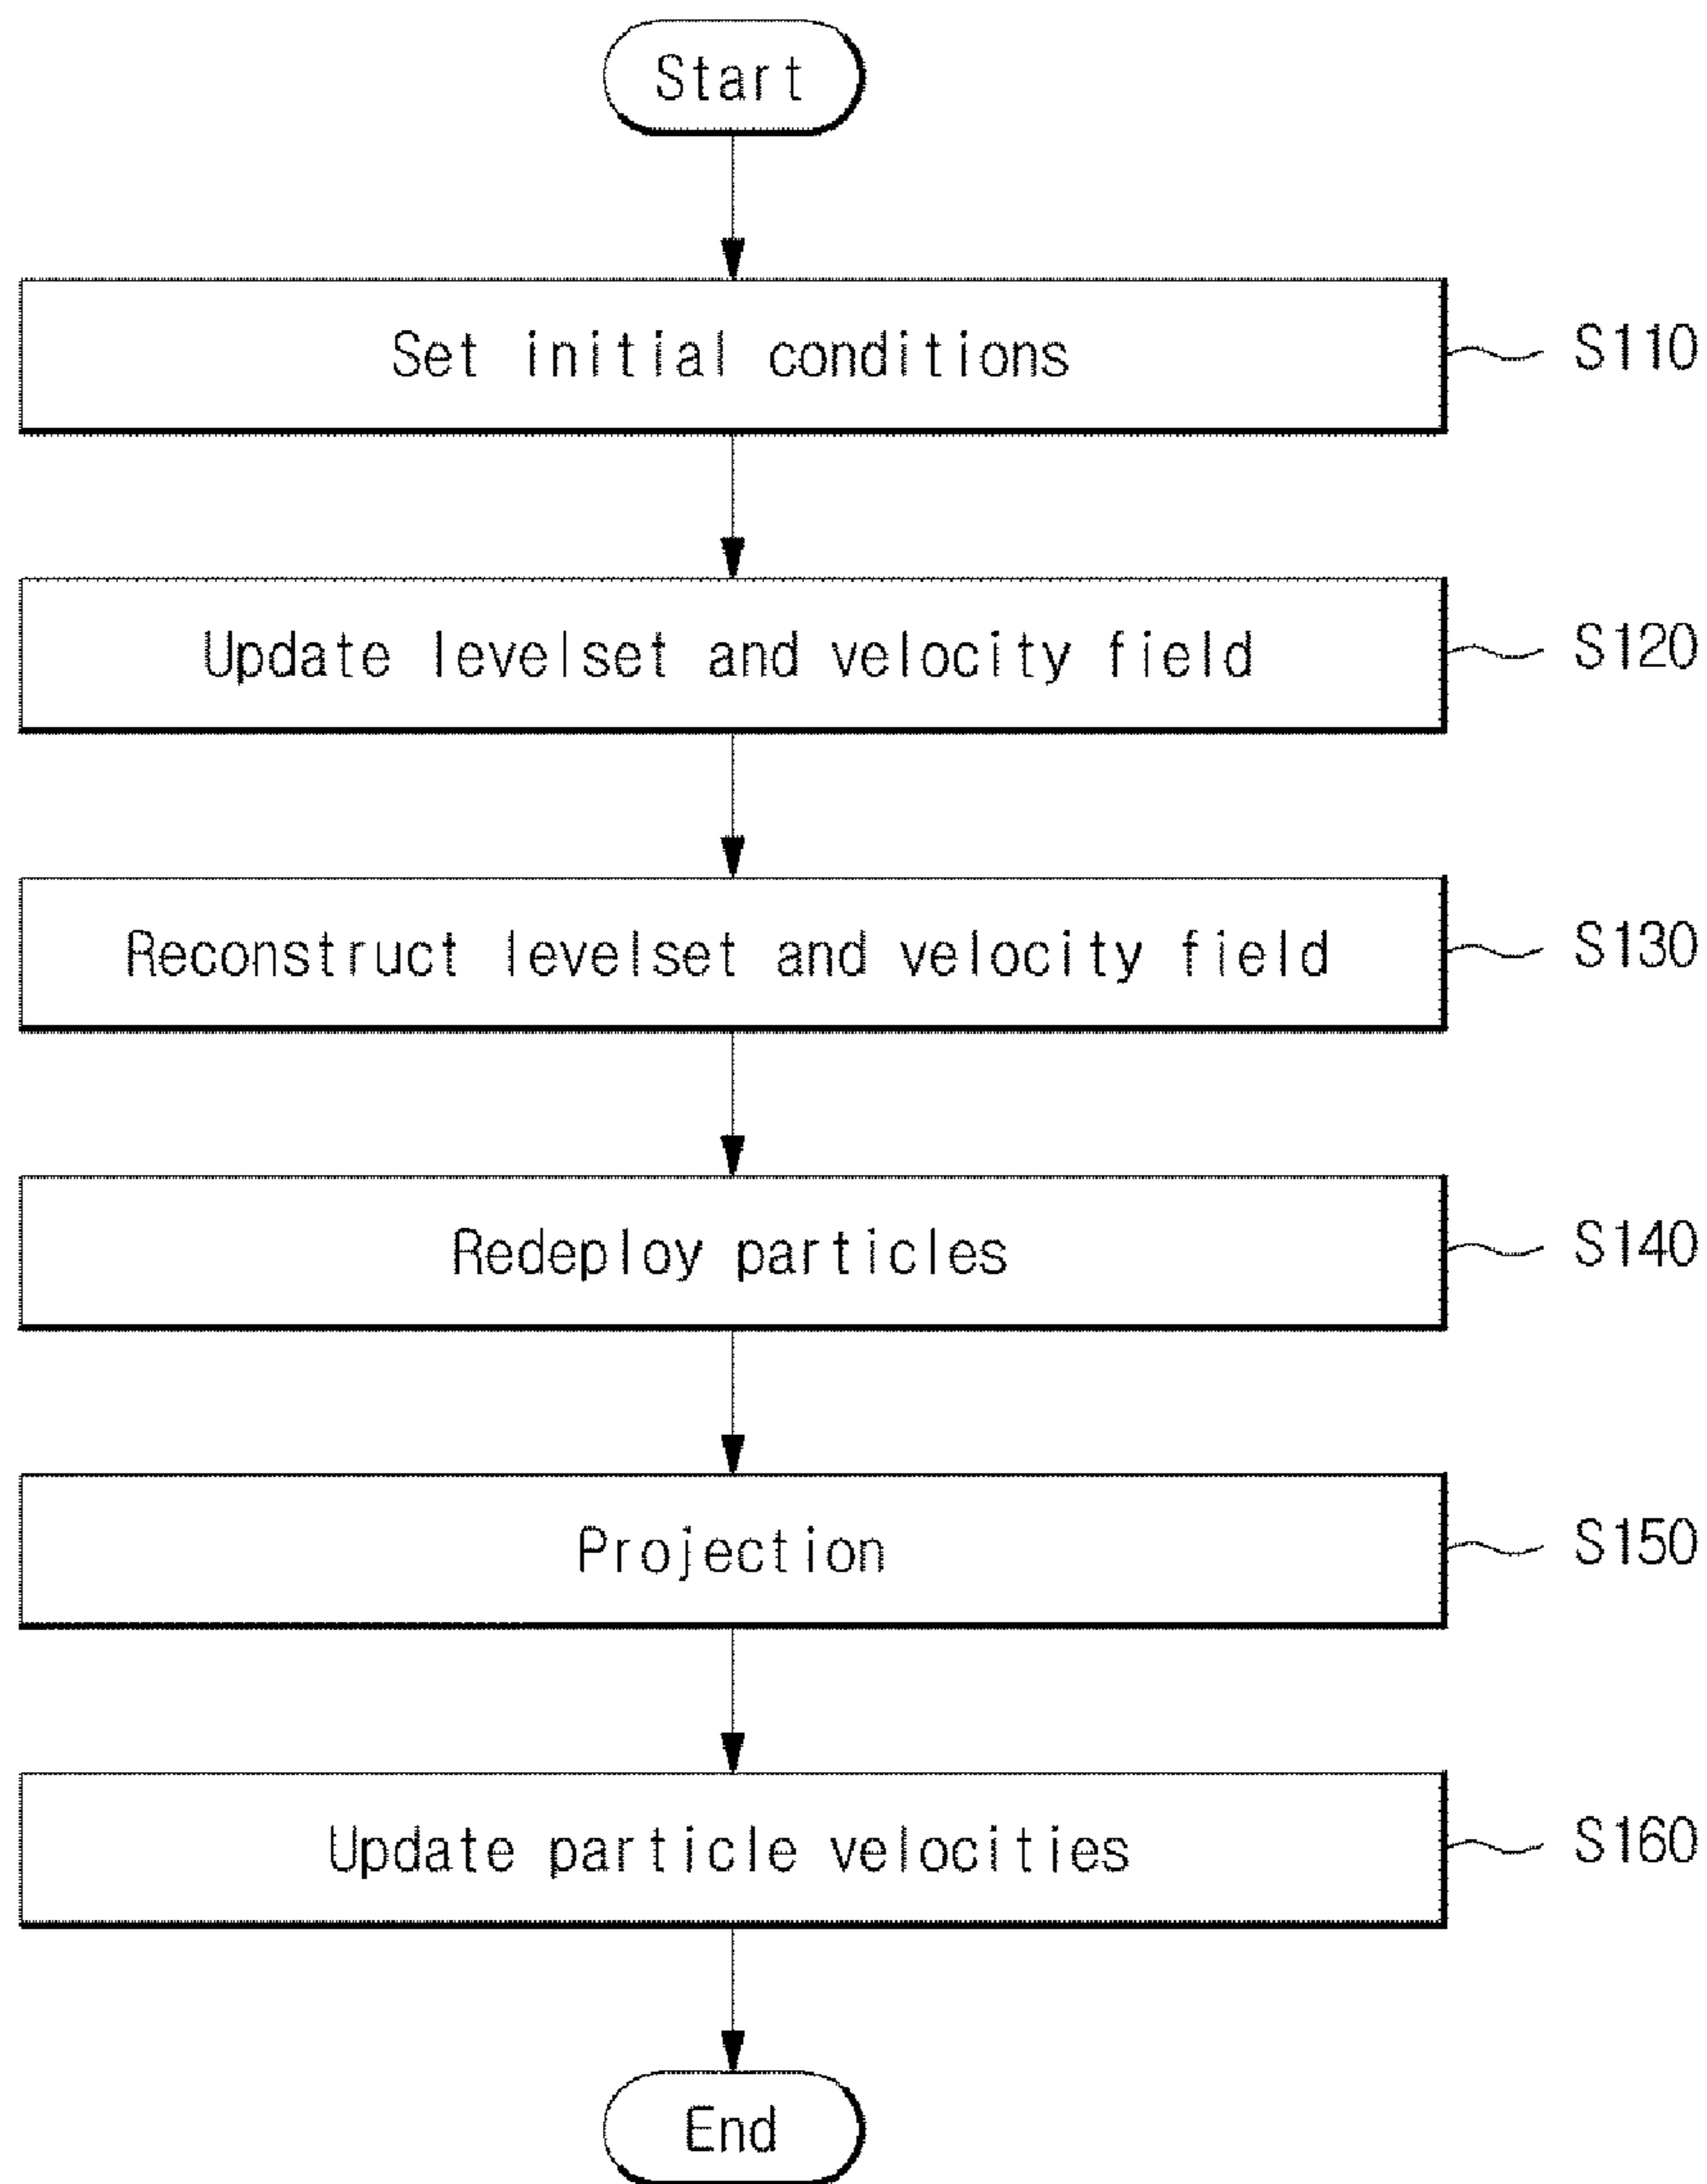 Start
Set initial conditions
S110
Update levelset and velocity field
S120
Reconstruct levelset and velocity field
S130
Redeploy particles
S140
Projection
S150
Update particle velocities
S160
End